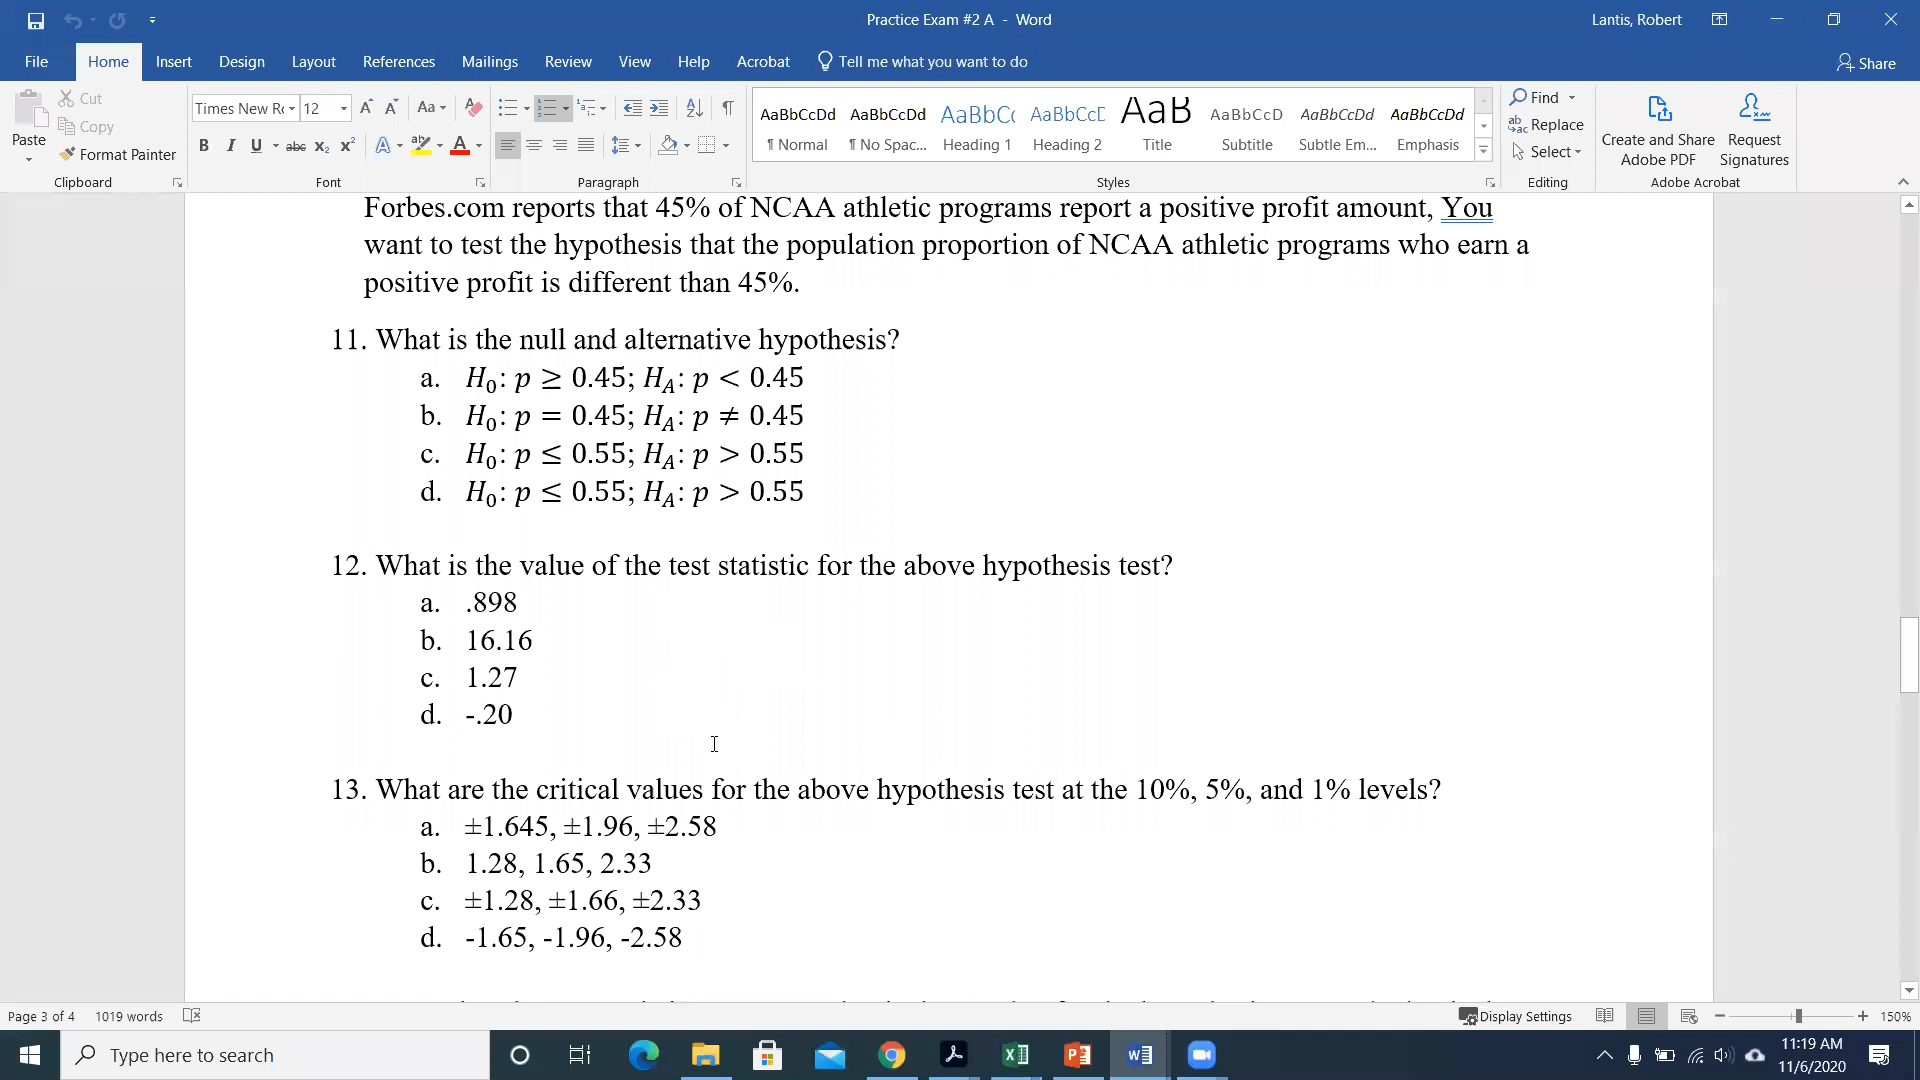 Practice Exam #2 A - Word
Lantis, Robert
File Home Insert Design Layout References Mailings Review View Help Acrobat Tell me what you want to do Share
Paste Cut Copy Format Painter
Times New Ro 12
AaBbCcDd AaBbCcDd AaBbC AaBbCcD AaB AaBbCcD AaBbCcDd AaBbCcDd
¶ Normal ¶ No Spac... Heading 1 Heading 2 Title Subtitle Subtle Em... Emphasis
Find
Replace
Select
Create and Share Adobe PDF
Request Signatures
Clipboard Font Paragraph Styles Editing Adobe Acrobat
Forbes.com reports that 45% of NCAA athletic programs report a positive profit amount, You
want to test the hypothesis that the population proportion of NCAA athletic programs who earn a
positive profit is different than 45%.
11. What is the null and alternative hypothesis?
a. H₀: p ≥ 0.45; H_A: p < 0.45
b. H₀: p = 0.45; H_A: p ≠ 0.45
c. H₀: p ≤ 0.55; H_A: p > 0.55
d. H₀: p ≤ 0.55; H_A: p > 0.55
12. What is the value of the test statistic for the above hypothesis test?
a. .898
b. 16.16
c. 1.27
d. -.20
13. What are the critical values for the above hypothesis test at the 10%, 5%, and 1% levels?
a. ±1.645, ±1.96, ±2.58
b. 1.28, 1.65, 2.33
c. ±1.28, ±1.66, ±2.33
d. -1.65, -1.96, -2.58
Page 3 of 4 1019 words Display Settings 150%
Type here to search
11:19 AM
11/6/2020